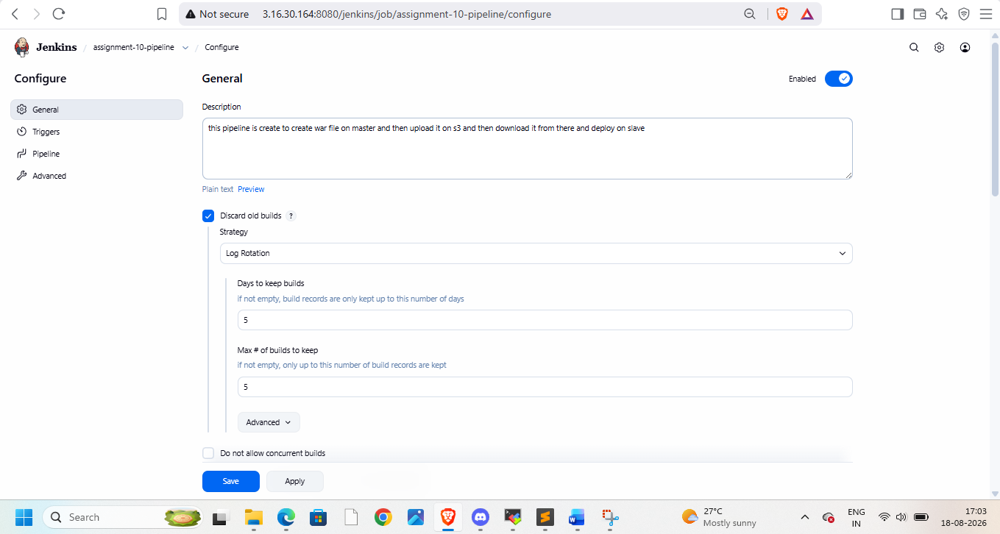 Not secure 3.16.30.164:8080/jenkins/job/assignment-10-pipeline/configure
Jenkins / assignment-10-pipeline / Configure
Configure
General
Triggers
Pipeline
Advanced
General
Enabled
Description
this pipeline is create to create war file on master and then upload it on s3 and then download it from there and deploy on slave
Plain text Preview
Discard old builds ?
Strategy
Log Rotation
Days to keep builds
if not empty, build records are only kept up to this number of days
5
Max # of builds to keep
if not empty, only up to this number of build records are kept
5
Advanced
Do not allow concurrent builds
Save Apply
Search
27°C
Mostly sunny
ENG
IN
17:03
18-08-2026